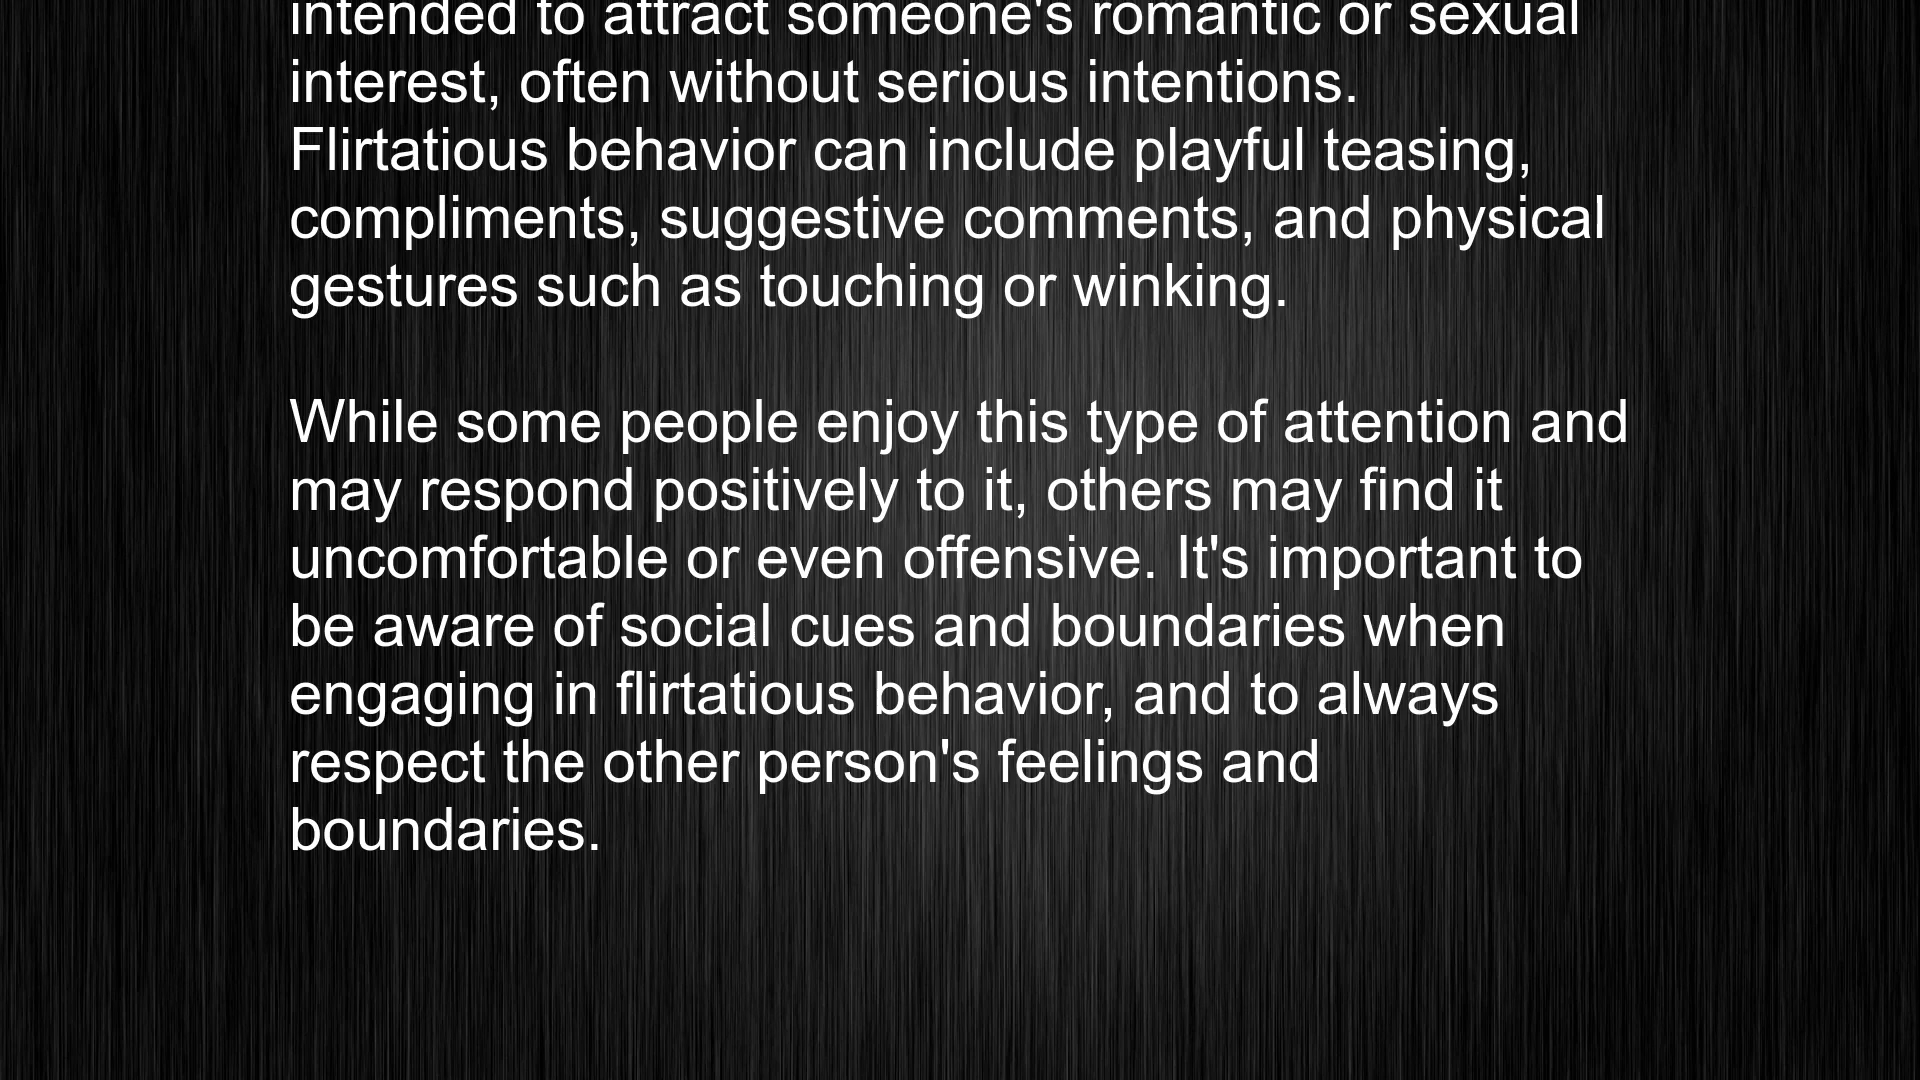 intended to attract someone's romantic or sexual
interest, often without serious intentions.
Flirtatious behavior can include playful teasing,
compliments, suggestive comments, and physical
gestures such as touching or winking.
While some people enjoy this type of attention and
may respond positively to it, others may find it
uncomfortable or even offensive. It's important to
be aware of social cues and boundaries when
engaging in flirtatious behavior, and to always
respect the other person's feelings and
boundaries.